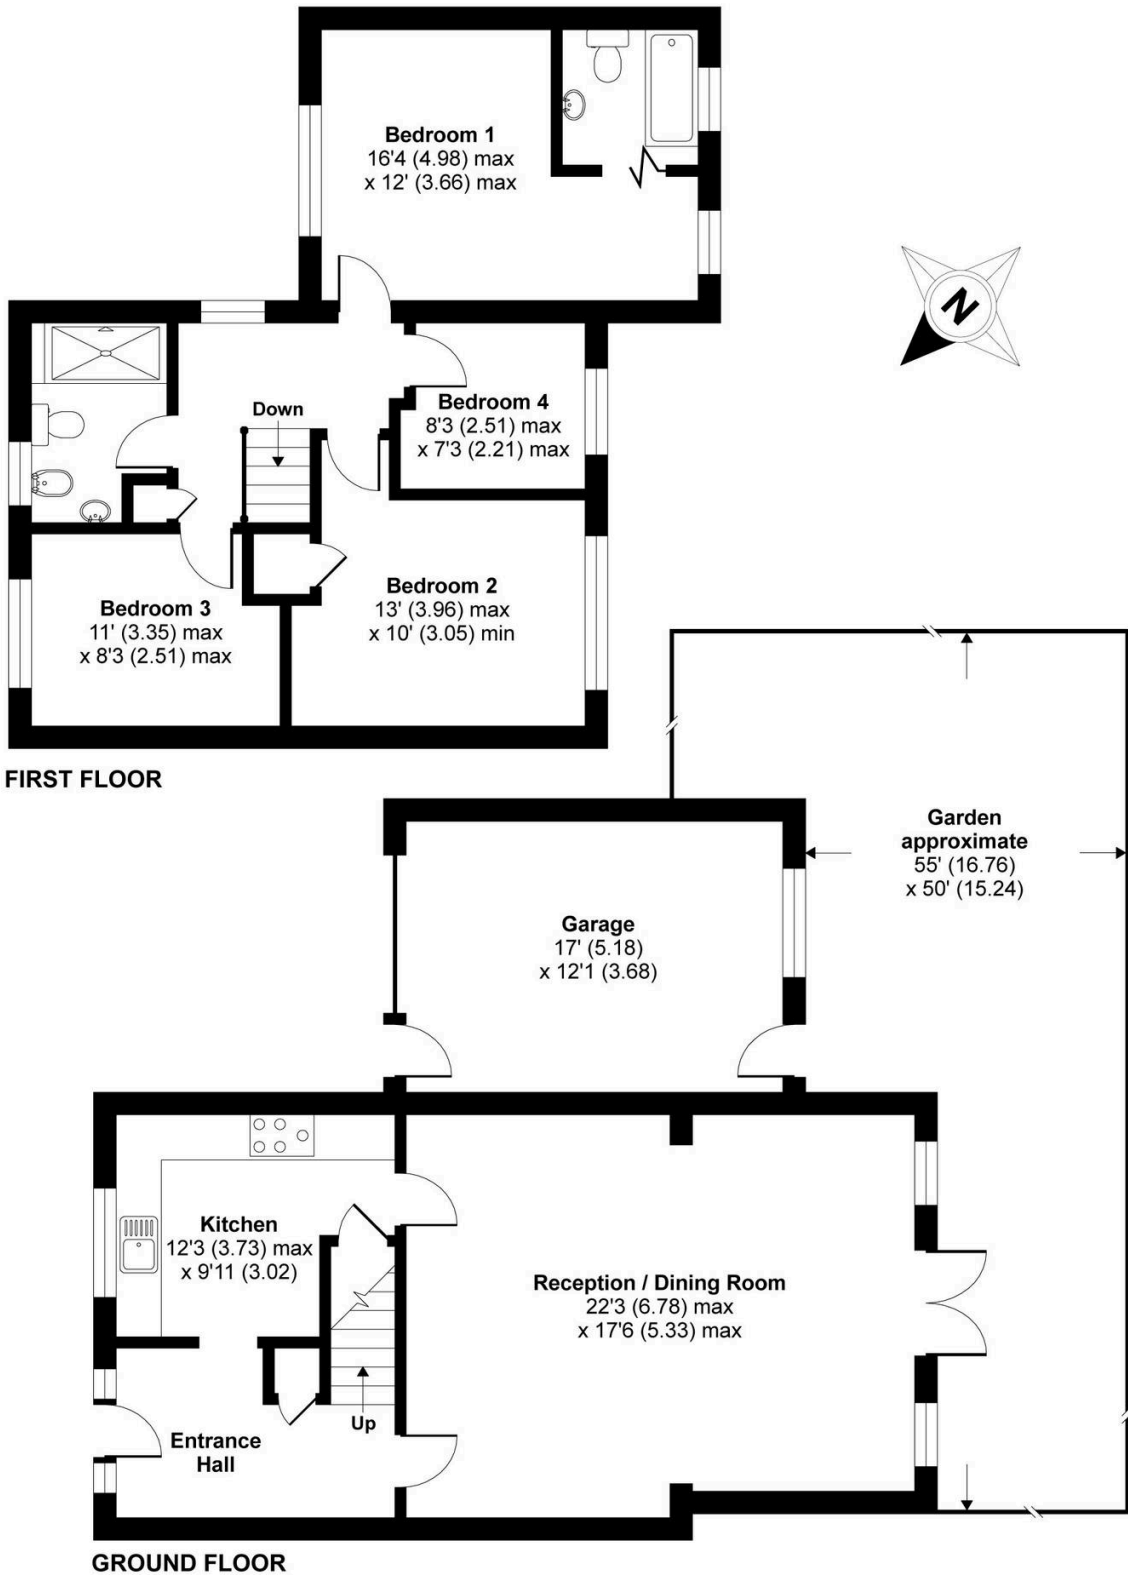 Bedroom 1
16'4 (4.98) max
x 12' (3.66) max
N
Down
Bedroom 4
8'3 (2.51) max
x 7'3 (2.21) max
Bedroom 2
13' (3.96) max
x 10' (3.05) min
Bedroom 3
11' (3.35) max
x 8'3 (2.51) max
FIRST FLOOR
Garden
approximate
55' (16.76)
x 50' (15.24)
Garage
17' (5.18)
x 12'1 (3.68)
Kitchen
12'3 (3.73) max
x 9'11 (3.02)
Reception / Dining Room
22'3 (6.78) max
x 17'6 (5.33) max
Up
Entrance
Hall
GROUND FLOOR